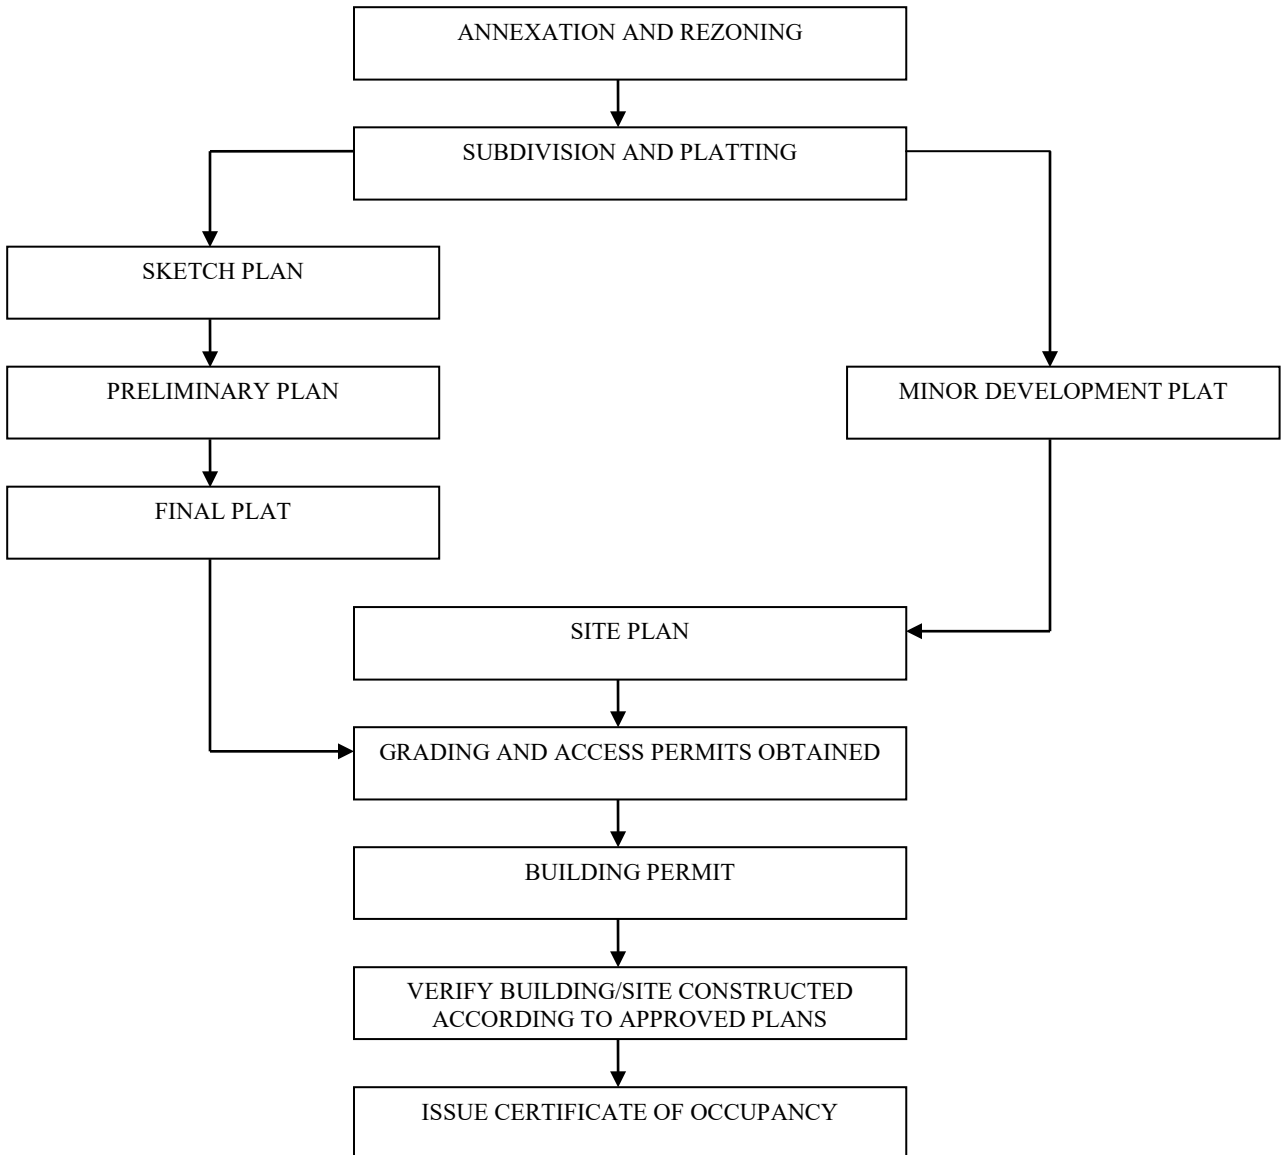 ANNEXATION AND REZONING
SUBDIVISION AND PLATTING
SKETCH PLAN
PRELIMINARY PLAN
MINOR DEVELOPMENT PLAT
FINAL PLAT
SITE PLAN
GRADING AND ACCESS PERMITS OBTAINED
BUILDING PERMIT
VERIFY BUILDING/SITE CONSTRUCTED
ACCORDING TO APPROVED PLANS
ISSUE CERTIFICATE OF OCCUPANCY